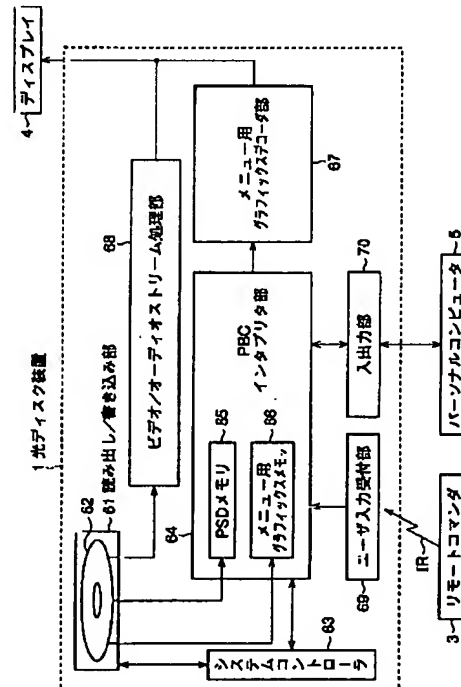 1 光ディスク装置
4 ディスプレイ
62
61 読み出し/書き込み部
68
ビデオ/オーディオストリーム処理部
64
PBC
インタプリタ部
85
PSDメモリ
86
メニュー用
グラフィックスメモッ
メニュー用
グラフィックスデコーダ部
67
63
システムコントローラ
ユーザ入力受付部
69
入出力部
70
IR
3 リモートコマンダ
パーソナルコンピュータ 5